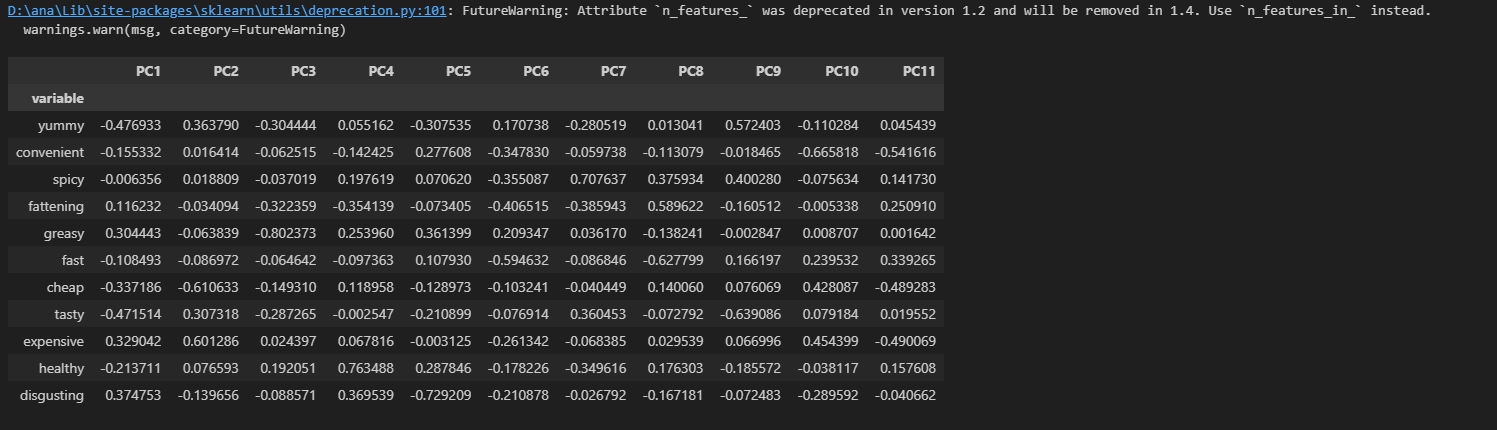 D:\ana\Lib\site-packages\sklearn\utils\deprecation.py:101: FutureWarning: Attribute `n_features_` was deprecated in version 1.2 and will be removed in 1.4. Use `n_features_in_` instead.
  warnings.warn(msg, category=FutureWarning)
PC1 PC2 PC3 PC4 PC5 PC6 PC7 PC8 PC9 PC10 PC11
variable
yummy -0.476933 0.363790 -0.304444 0.055162 -0.307535 0.170738 -0.280519 0.013041 0.572403 -0.110284 0.045439
convenient -0.155332 0.016414 -0.062515 -0.142425 0.277608 -0.347830 -0.059738 -0.113079 -0.018465 -0.665818 -0.541616
spicy -0.006356 0.018809 -0.037019 0.197619 0.070620 -0.355087 0.707637 0.375934 0.400280 -0.075634 0.141730
fattening 0.116232 -0.034094 -0.322359 -0.354139 -0.073405 -0.406515 -0.385943 0.589622 -0.160512 -0.005338 0.250910
greasy 0.304443 -0.063839 -0.802373 0.253960 0.361399 0.209347 0.036170 -0.138241 -0.002847 0.008707 0.001642
fast -0.108493 -0.086972 -0.064642 -0.097363 0.107930 -0.594632 -0.086846 -0.627799 0.166197 0.239532 0.339265
cheap -0.337186 -0.610633 -0.149310 0.118958 -0.128973 -0.103241 -0.040449 0.140060 0.076069 0.428087 -0.489283
tasty -0.471514 0.307318 -0.287265 -0.002547 -0.210899 -0.076914 0.360453 -0.072792 -0.639086 0.079184 0.019552
expensive 0.329042 0.601286 0.024397 0.067816 -0.003125 -0.261342 -0.068385 0.029539 0.066996 0.454399 -0.490069
healthy -0.213711 0.076593 0.192051 0.763488 0.287846 -0.178226 -0.349616 0.176303 -0.185572 -0.038117 0.157608
disgusting 0.374753 -0.139656 -0.088571 0.369539 -0.729209 -0.210878 -0.026792 -0.167181 -0.072483 -0.289592 -0.040662